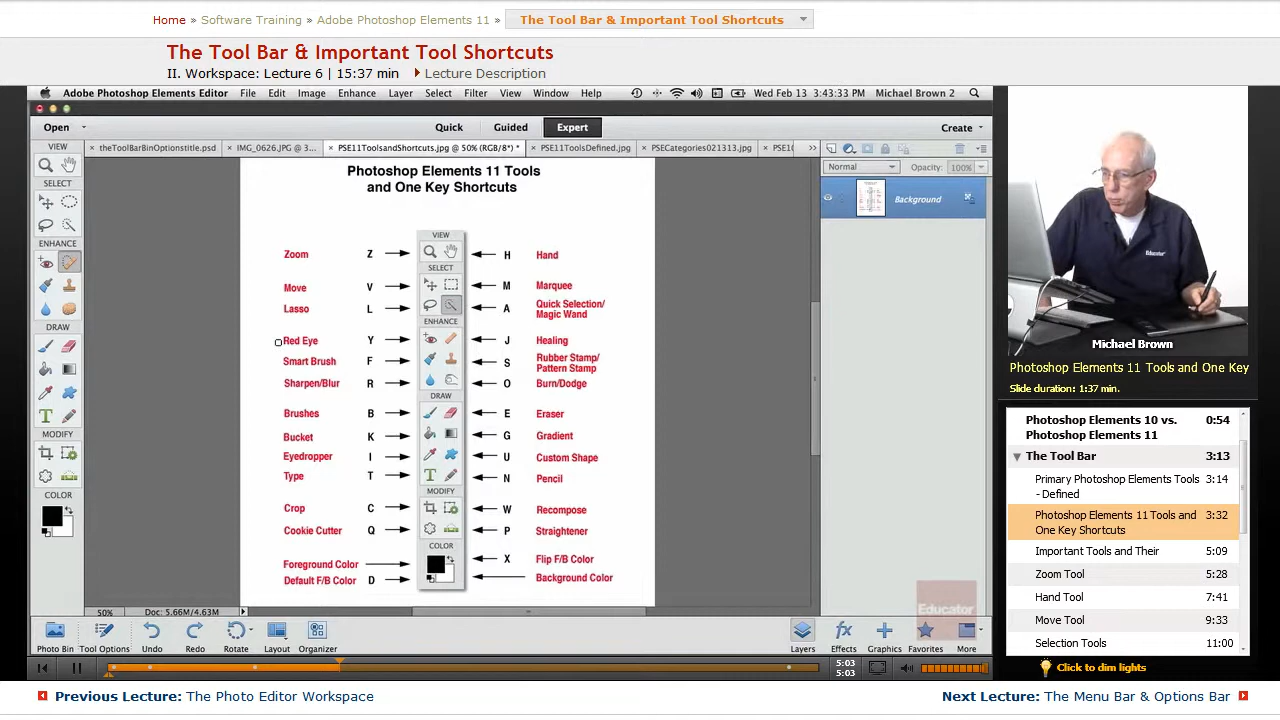 Home » Software Training » Adobe Photoshop Elements 11 » The Tool Bar & Important Tool Shortcuts
The Tool Bar & Important Tool Shortcuts
II. Workspace: Lecture 6 | 15:37 min Lecture Description
Adobe Photoshop Elements Editor File Edit Image Enhance Layer Select Filter View Window Help Wed Feb 13 3:43:33 PM Michael Brown 2
Open Quick Guided Expert Create
× theToolBarBinOptionstitle.psd × IMG_0626.JPG @ 3... × PSE11ToolsandShortcuts.jpg @ 50% (RGB/8*) * × PSE11ToolsDefined.jpg × PSECategories021313.jpg × PSE1
VIEW
SELECT
ENHANCE
DRAW
MODIFY
COLOR
Photoshop Elements 11 Tools
and One Key Shortcuts
VIEW
Zoom Z H Hand
SELECT
Move V M Marquee
Lasso L A Quick Selection/
Magic Wand
ENHANCE
Red Eye Y J Healing
Smart Brush F S Rubber Stamp/
Pattern Stamp
Sharpen/Blur R O Burn/Dodge
DRAW
Brushes B E Eraser
Bucket K G Gradient
Eyedropper I U Custom Shape
Type T N Pencil
MODIFY
Crop C W Recompose
Cookie Cutter Q P Straightener
COLOR
Foreground Color X Flip F/B Color
Default F/B Color D Background Color
50% Doc: 5.66M/4.63M
Normal Opacity: 100%
Background
Photo Bin Tool Options Undo Redo Rotate Layout Organizer Layers Effects Graphics Favorites More
Educator
5:03
5:03
Educator
Michael Brown
Photoshop Elements 11 Tools and One Key
Slide duration: 1:37 min.
Photoshop Elements 10 vs. 0:54
Photoshop Elements 11
The Tool Bar 3:13
Primary Photoshop Elements Tools 3:14
- Defined
Photoshop Elements 11 Tools and 3:32
One Key Shortcuts
Important Tools and Their 5:09
Zoom Tool 5:28
Hand Tool 7:41
Move Tool 9:33
Selection Tools 11:00
Click to dim lights
Previous Lecture: The Photo Editor Workspace
Next Lecture: The Menu Bar & Options Bar